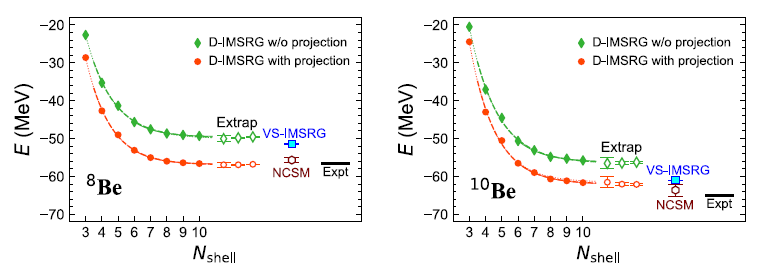 −20
−30
−40
−50
−60
−70
E (MeV)
D-IMSRG w/o projection
D-IMSRG with projection
Extrap
VS-IMSRG
NCSM
Expt
⁸Be
3 4 5 6 7 8 9 10
Nshell
−20
−30
−40
−50
−60
−70
E (MeV)
D-IMSRG w/o projection
D-IMSRG with projection
Extrap
VS-IMSRG
NCSM
Expt
¹⁰Be
3 4 5 6 7 8 9 10
Nshell